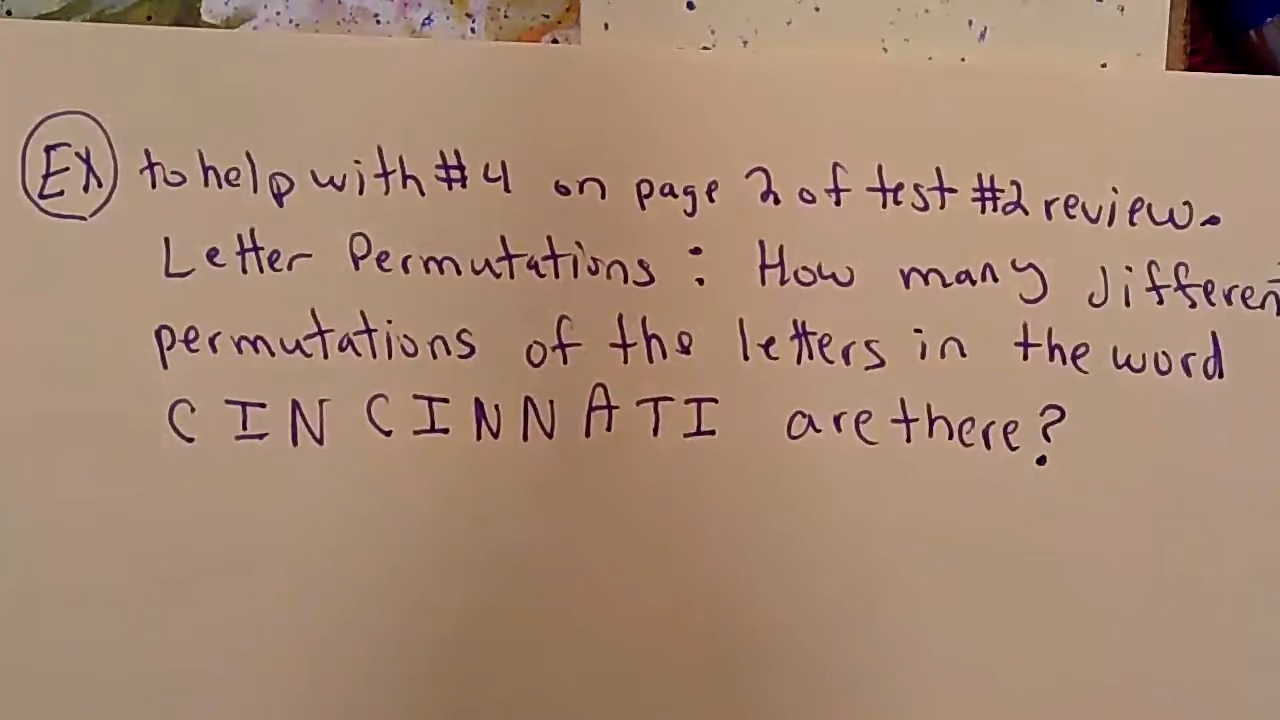 EX to help with #4 on page 2 of test #2 review.
Letter Permutations: How many differen
permutations of the letters in the word
CINCINNATI are there?